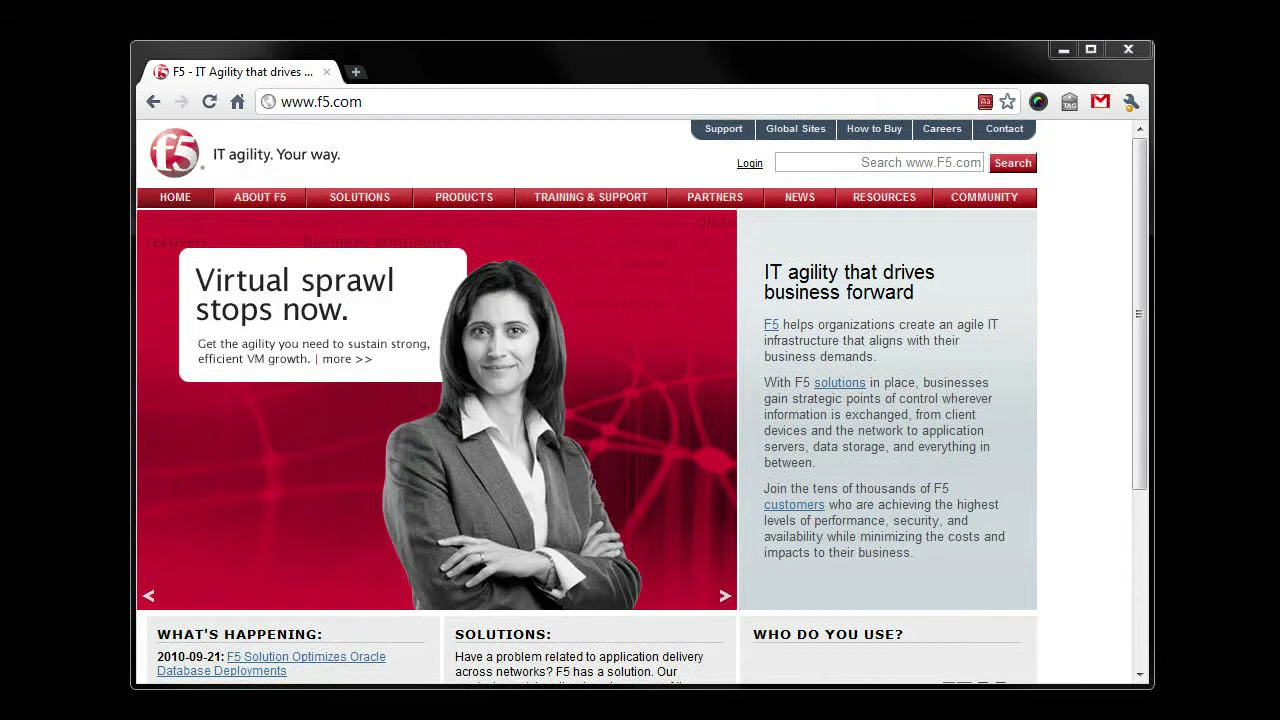 F5 - IT Agility that drives ...
www.f5.com
Aa
TAG
Support Global Sites How to Buy Careers Contact
f5
IT agility. Your way.
Login Search www.F5.com Search
HOME ABOUT F5 SOLUTIONS PRODUCTS TRAINING & SUPPORT PARTNERS NEWS RESOURCES COMMUNITY
recovery business continuity
Virtual sprawl
stops now.
Get the agility you need to sustain strong,
efficient VM growth. | more >>
IT agility that drives
business forward
F5 helps organizations create an agile IT
infrastructure that aligns with their
business demands.
With F5 solutions in place, businesses
gain strategic points of control wherever
information is exchanged, from client
devices and the network to application
servers, data storage, and everything in
between.
Join the tens of thousands of F5
customers who are achieving the highest
levels of performance, security, and
availability while minimizing the costs and
impacts to their business.
WHAT'S HAPPENING:
2010-09-21: F5 Solution Optimizes Oracle
Database Deployments
SOLUTIONS:
Have a problem related to application delivery
across networks? F5 has a solution. Our
WHO DO YOU USE?